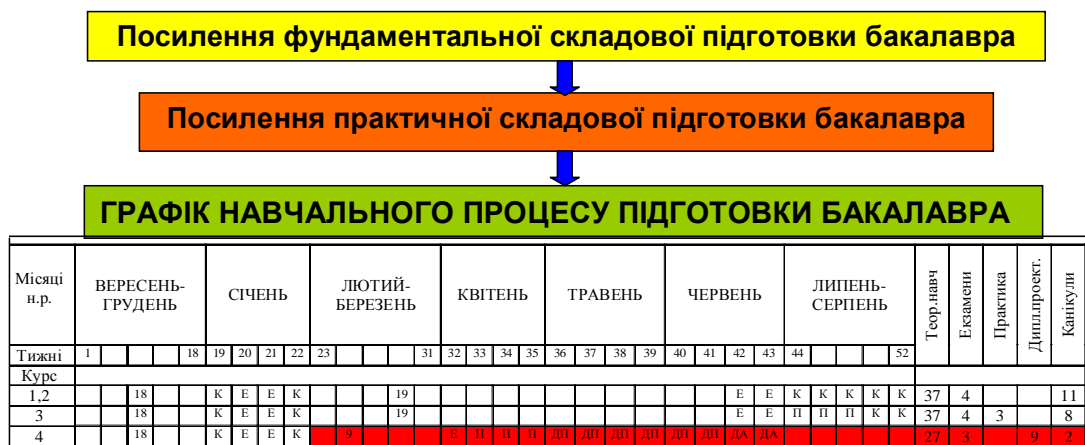 Посилення фундаментальної складової підготовки бакалавра
Посилення практичної складової підготовки бакалавра
ГРАФІК НАВЧАЛЬНОГО ПРОЦЕСУ ПІДГОТОВКИ БАКАЛАВРА
Місяці н.р. ВЕРЕСЕНЬ-ГРУДЕНЬ СІЧЕНЬ ЛЮТИЙ-БЕРЕЗЕНЬ КВІТЕНЬ ТРАВЕНЬ ЧЕРВЕНЬ ЛИПЕНЬ-СЕРПЕНЬ Теор.навч Екзамени Практика Дипл.проект. Канікули
Тижні 1 18 19 20 21 22 23 31 32 33 34 35 36 37 38 39 40 41 42 43 44 52
Курс
1,2 18 К Е Е К 19 Е Е К К К К К 37 4 11
3 18 К Е Е К 19 Е Е П П П К К 37 4 3 8
4 18 К Е Е К 9 Е П П П ДП ДП ДП ДП ДП ДП ДА ДА 27 3 9 2